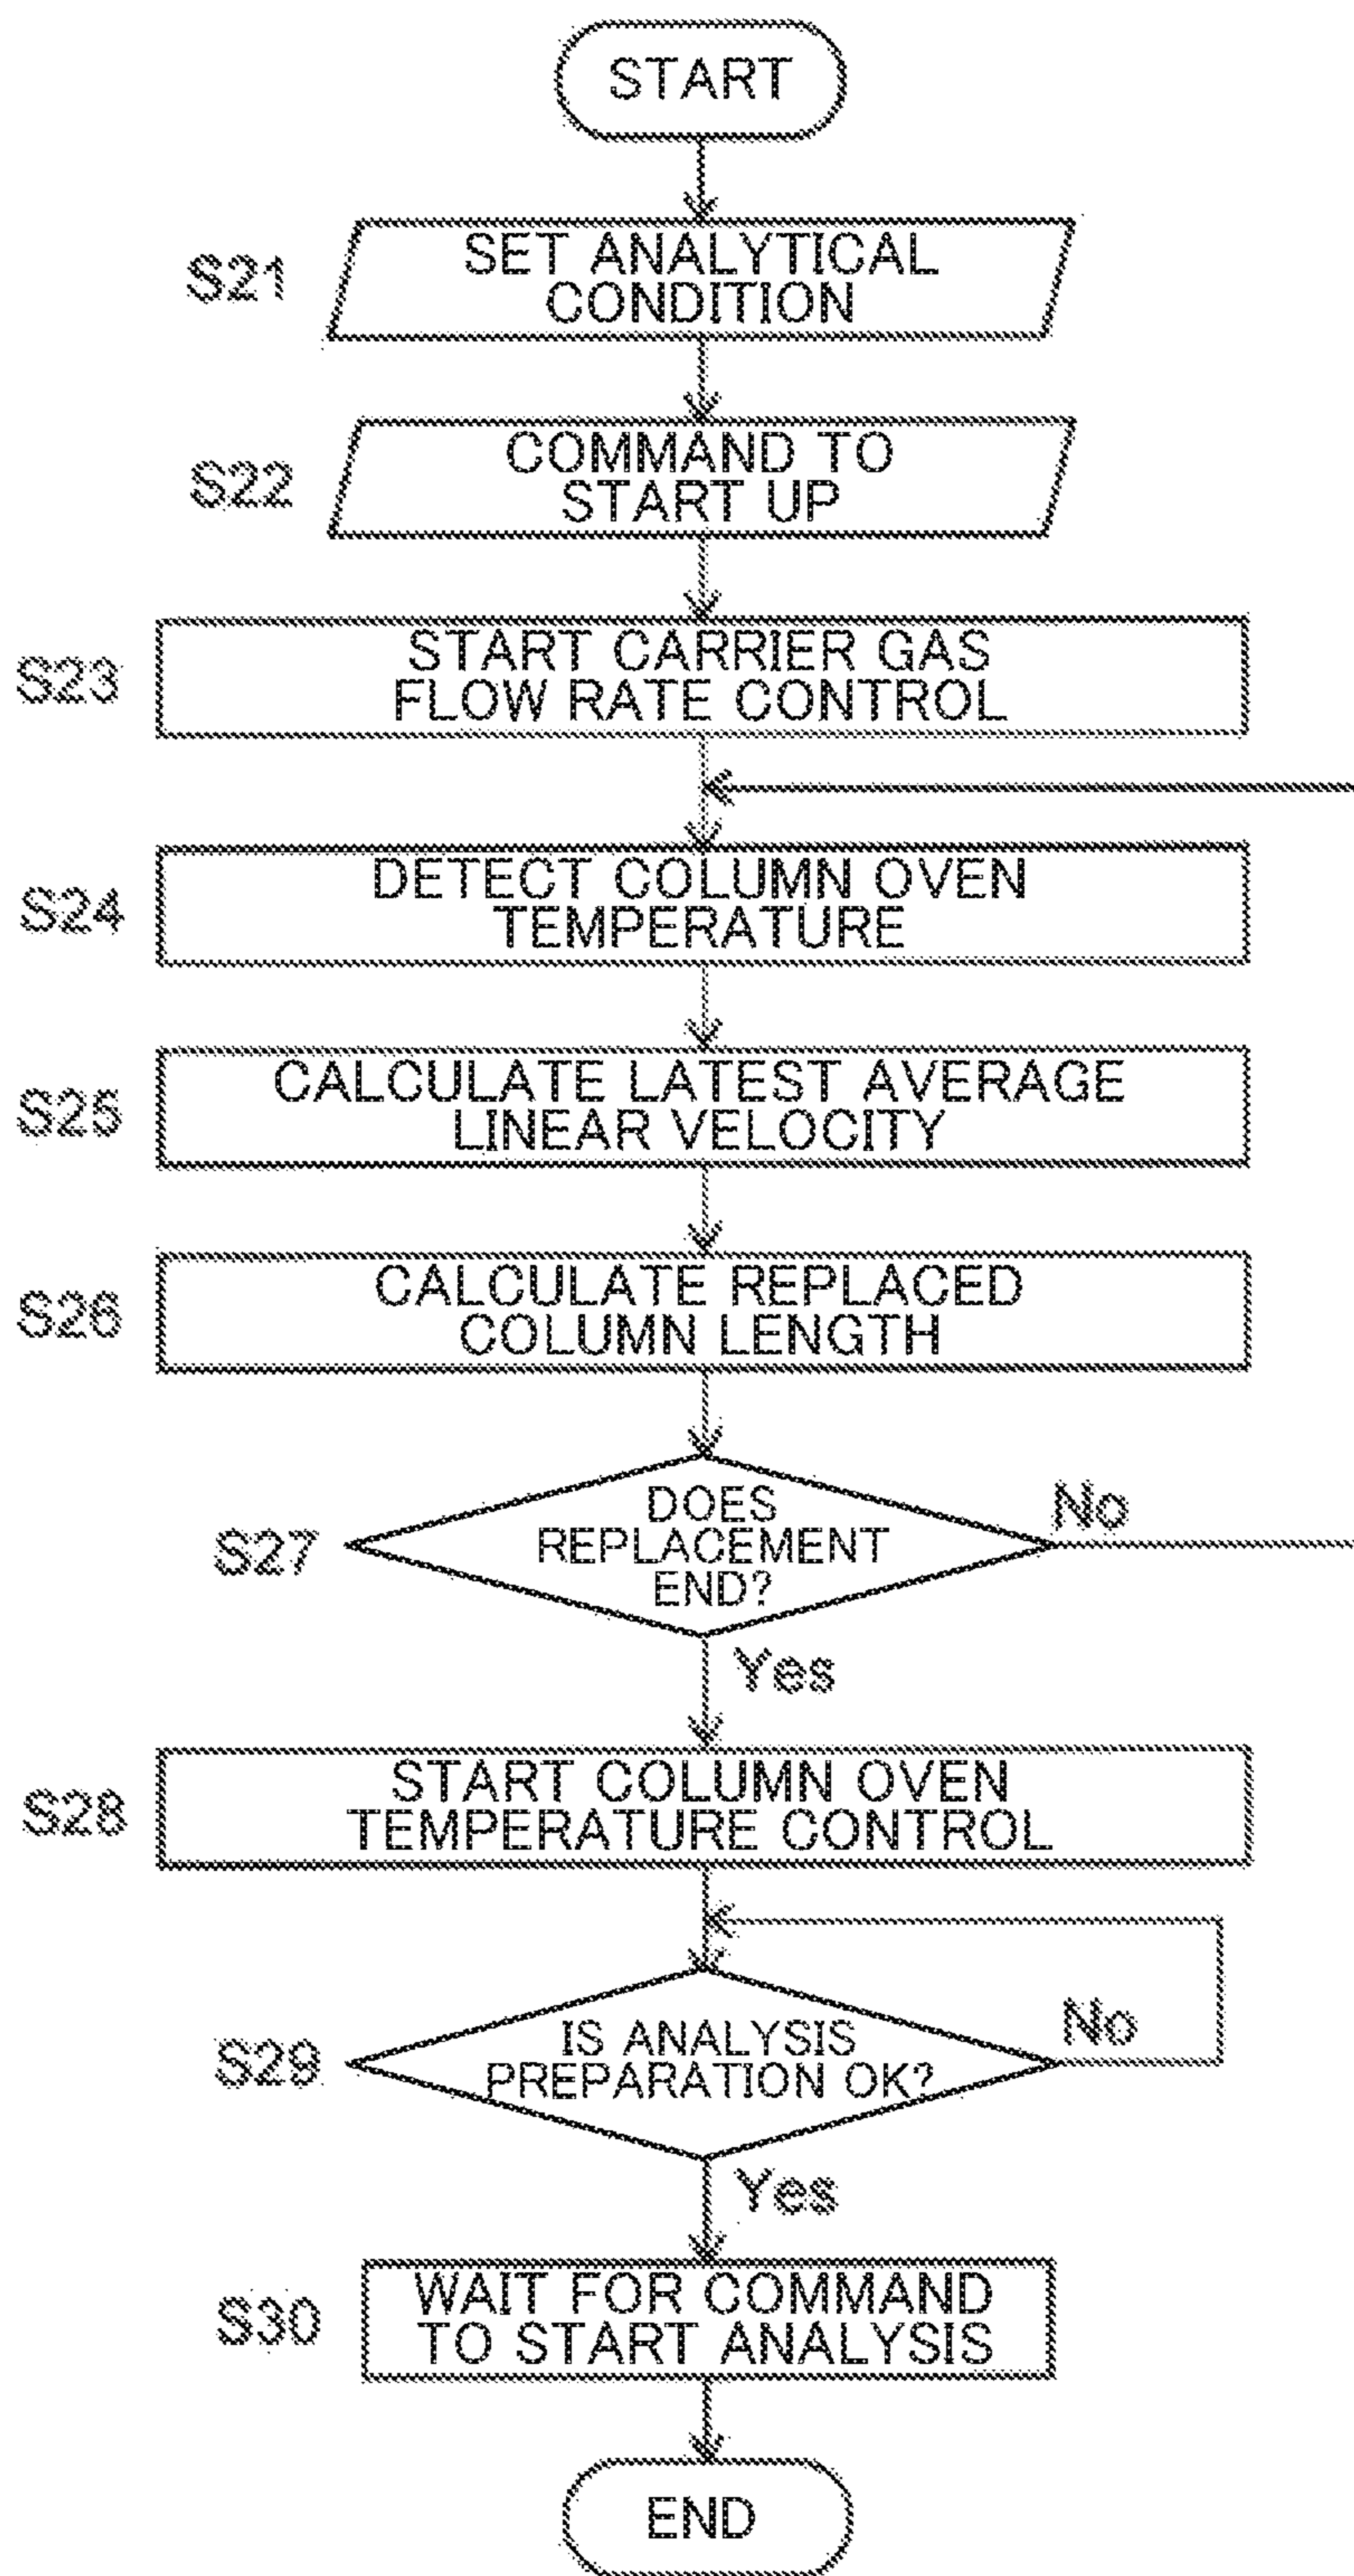 START
S21
SET ANALYTICAL
CONDITION
S22
COMMAND TO
START UP
S23
START CARRIER GAS
FLOW RATE CONTROL
S24
DETECT COLUMN OVEN
TEMPERATURE
S25
CALCULATE LATEST AVERAGE
LINEAR VELOCITY
S26
CALCULATE REPLACED
COLUMN LENGTH
S27
DOES
REPLACEMENT
END?
No
Yes
S28
START COLUMN OVEN
TEMPERATURE CONTROL
S29
IS ANALYSIS
PREPARATION OK?
No
Yes
S30
WAIT FOR COMMAND
TO START ANALYSIS
END